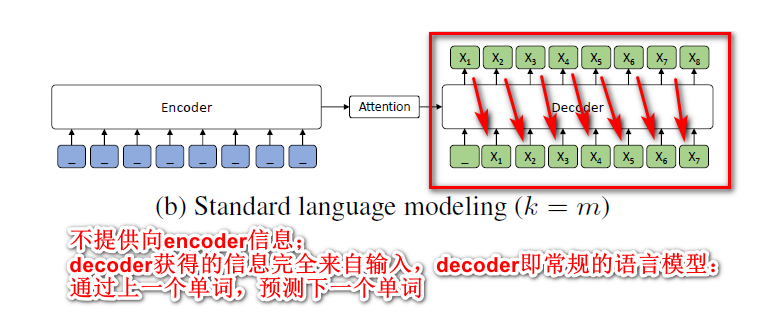 X1 X2 X3 X4 X5 X6 X7 X8
Encoder Attention Decoder
_ _ _ _ _ _ _ _ _ X1 X2 X3 X4 X5 X6 X7
(b) Standard language modeling (k = m)
不提供向encoder信息；
decoder获得的信息完全来自输入，decoder即常规的语言模型：
通过上一个单词，预测下一个单词